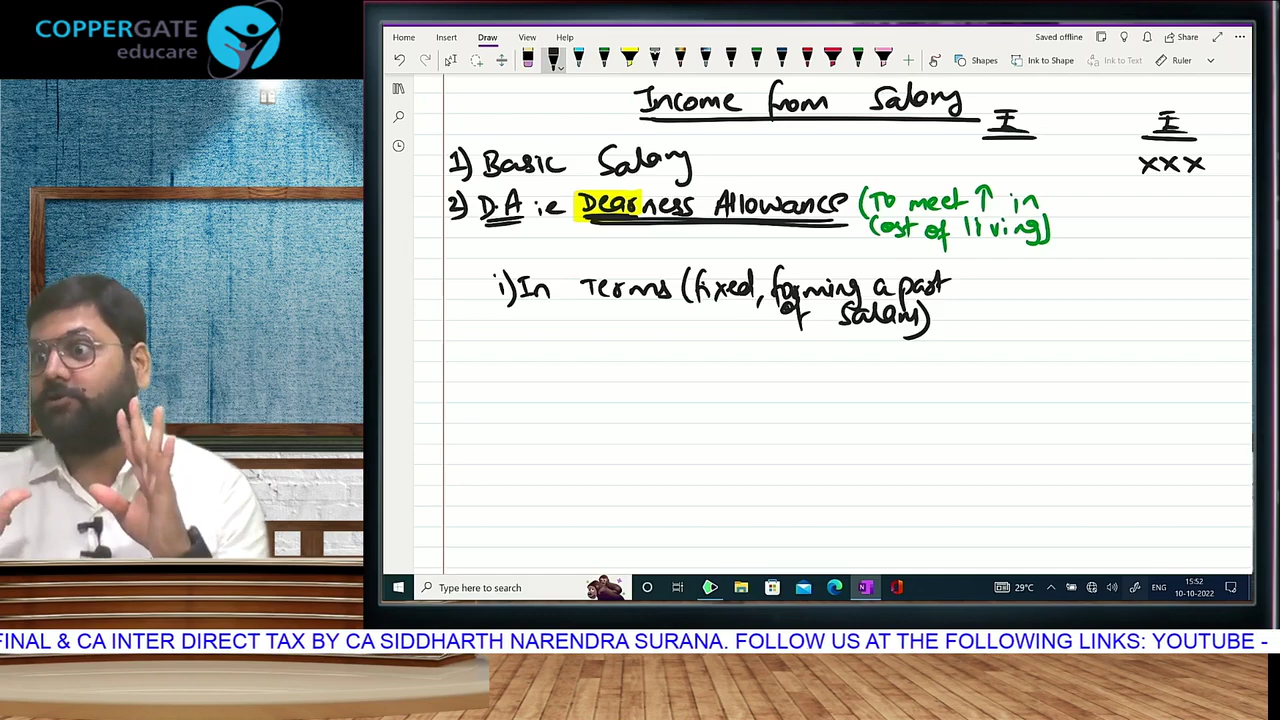 COPPERGATE
educare
Home Insert Draw View Help
Saved offline
Share
Shapes
Ink to Shape
Ink to Text
Ruler
Income from Salary
1) Basic Salary XXX
2) D.A ie Dearness Allowance (To meet ↑ in
cost of living)
i) In Terms (fixed, forming a part
of salary)
Type here to search
29°C
ENG
15:52
10-10-2022
FINAL & CA INTER DIRECT TAX BY CA SIDDHARTH NARENDRA SURANA. FOLLOW US AT THE FOLLOWING LINKS: YOUTUBE -